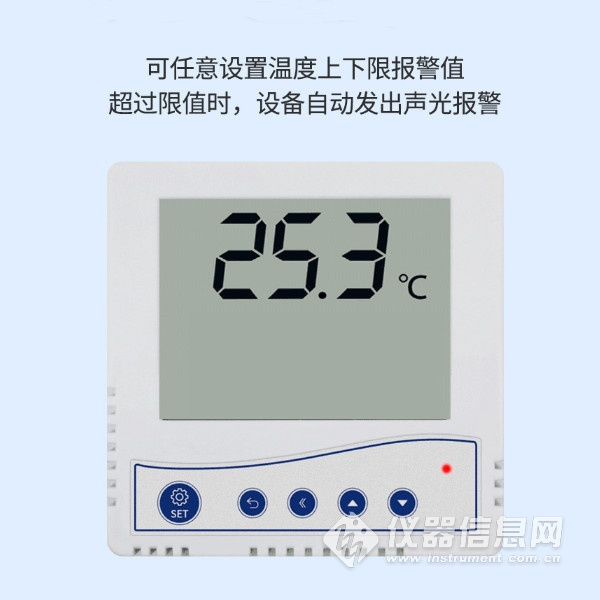 可任意设置温度上下限报警值
超过限值时，设备自动发出声光报警
25.3 ℃
SET
仪器信息网
www.instrument.com.cn